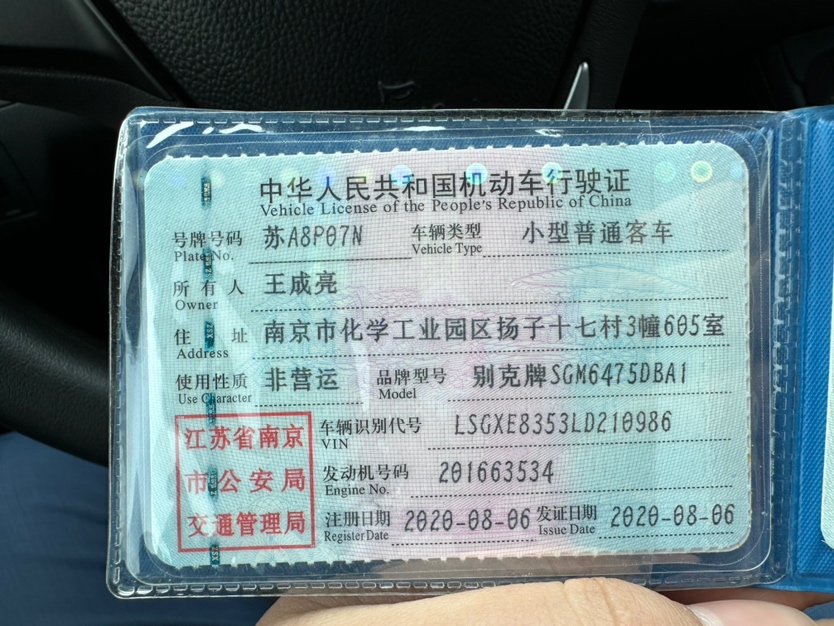 中华人民共和国机动车行驶证
Vehicle License of the People's Republic of China
号牌号码 苏A8P07N 车辆类型 小型普通客车
Plate No. Vehicle Type
所有人 王成亮
Owner
住址 南京市化学工业园区扬子十七村3幢605室
Address
使用性质 非营运 品牌型号 别克牌SGM6475DBA1
Use Character Model
江苏省南京市公安局交通管理局
车辆识别代号 LSGXE8353LD210986
VIN
发动机号码 201663534
Engine No.
注册日期 2020-08-06 发证日期 2020-08-06
Register Date Issue Date